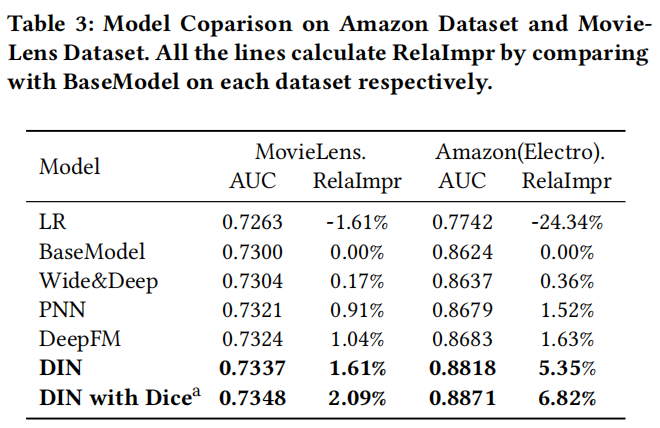 Table 3: Model Coparison on Amazon Dataset and Movie-
Lens Dataset. All the lines calculate RelaImpr by comparing
with BaseModel on each dataset respectively.
Model MovieLens. Amazon(Electro).
AUC RelaImpr AUC RelaImpr
LR 0.7263 -1.61% 0.7742 -24.34%
BaseModel 0.7300 0.00% 0.8624 0.00%
Wide&Deep 0.7304 0.17% 0.8637 0.36%
PNN 0.7321 0.91% 0.8679 1.52%
DeepFM 0.7324 1.04% 0.8683 1.63%
DIN 0.7337 1.61% 0.8818 5.35%
DIN with Diceᵃ 0.7348 2.09% 0.8871 6.82%